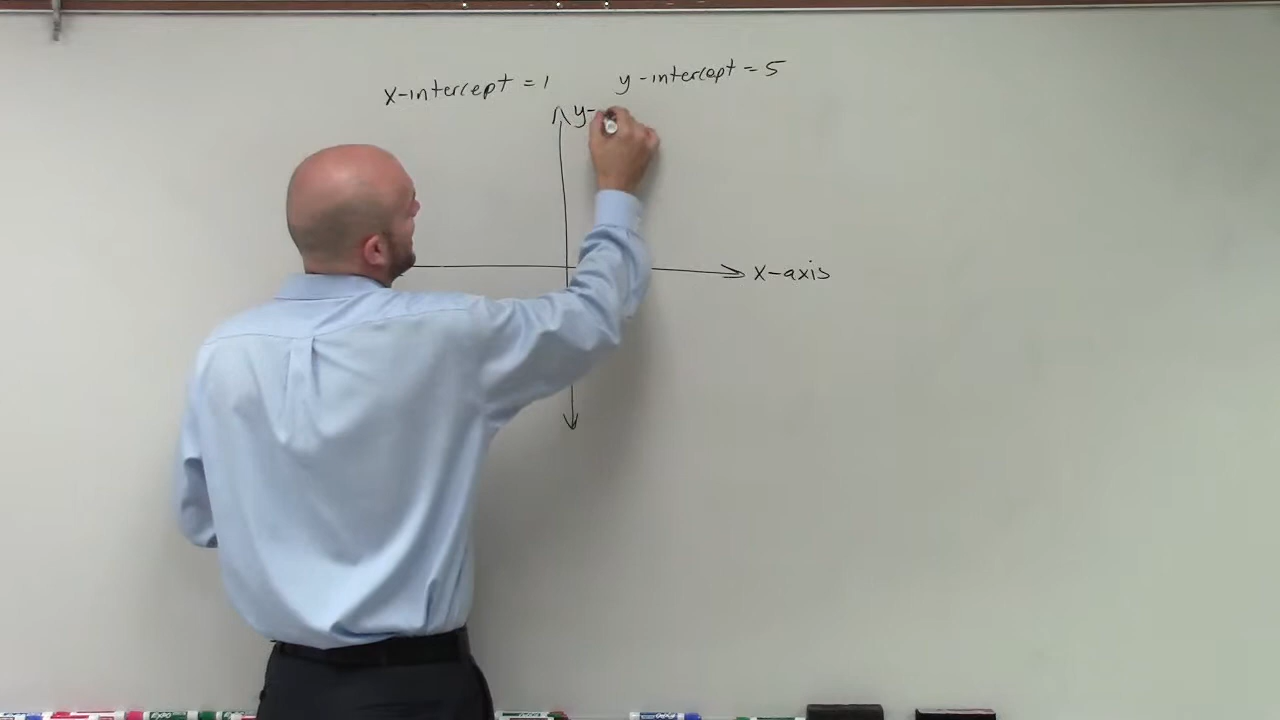 x-intercept = 1 y-intercept = 5
y-
x-axis